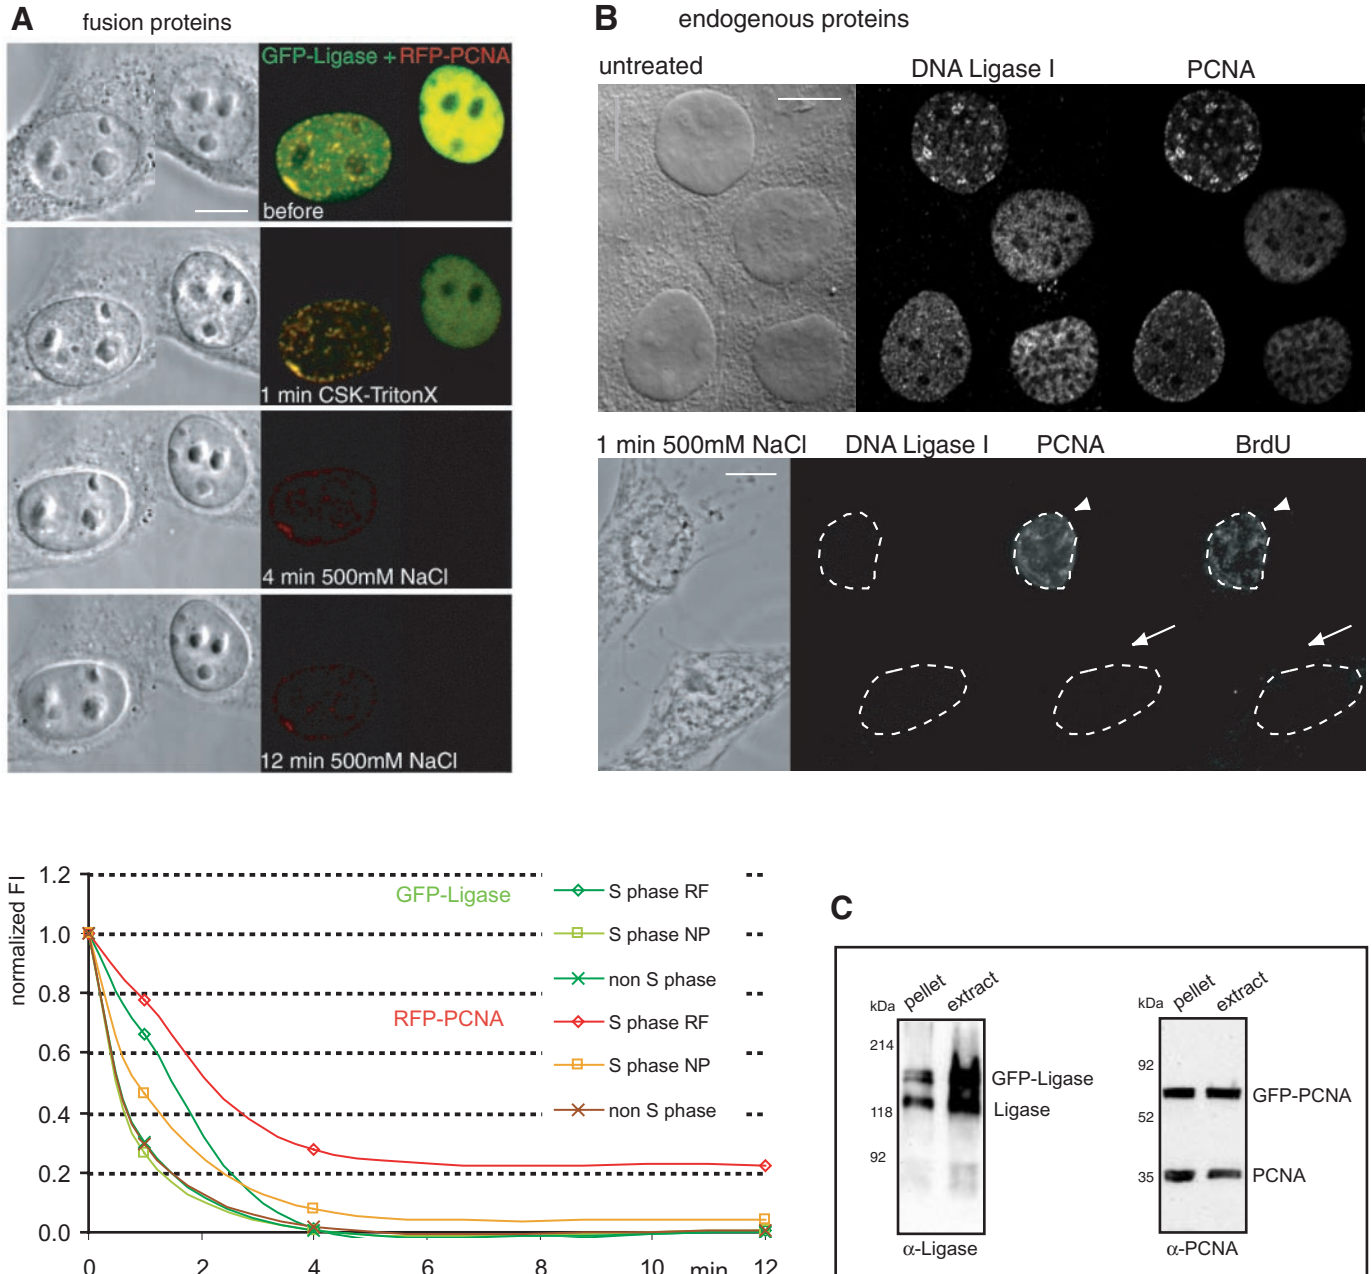 A fusion proteins
GFP-Ligase + RFP-PCNA
before
1 min CSK-TritonX
4 min 500mM NaCl
12 min 500mM NaCl
B endogenous proteins
untreated DNA Ligase I PCNA
1 min 500mM NaCl DNA Ligase I PCNA BrdU
normalized FI
1.2
1.0
0.8
0.6
0.4
0.2
0.0
0 2 4 6 8 10 min 12
GFP-Ligase
S phase RF
S phase NP
non S phase
RFP-PCNA
S phase RF
S phase NP
non S phase
C
kDa pellet extract
214
118
92
GFP-Ligase
Ligase
α-Ligase
kDa pellet extract
92
52
35
GFP-PCNA
PCNA
α-PCNA